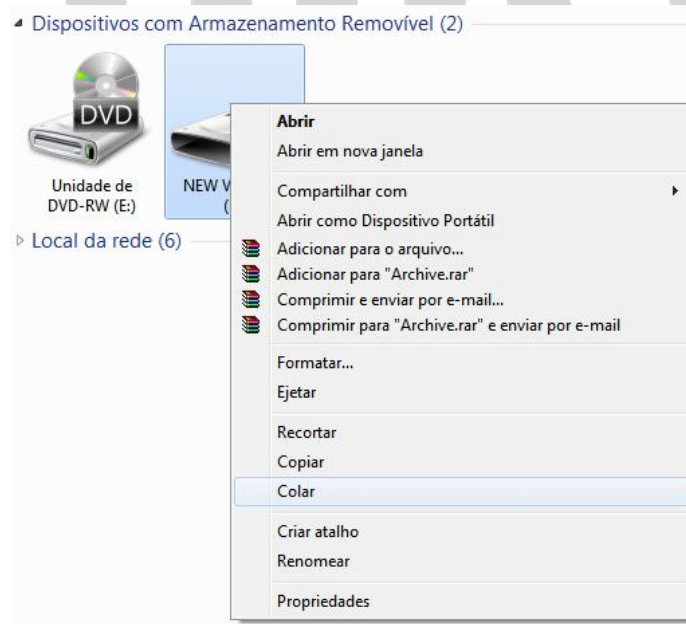 Dispositivos com Armazenamento Removível (2)
DVD
Unidade de
DVD-RW (E:)
NEW
Local da rede (6)
Abrir
Abrir em nova janela
Compartilhar com
Abrir como Dispositivo Portátil
Adicionar para o arquivo...
Adicionar para "Archive.rar"
Comprimir e enviar por e-mail...
Comprimir para "Archive.rar" e enviar por e-mail
Formatar...
Ejetar
Recortar
Copiar
Colar
Criar atalho
Renomear
Propriedades